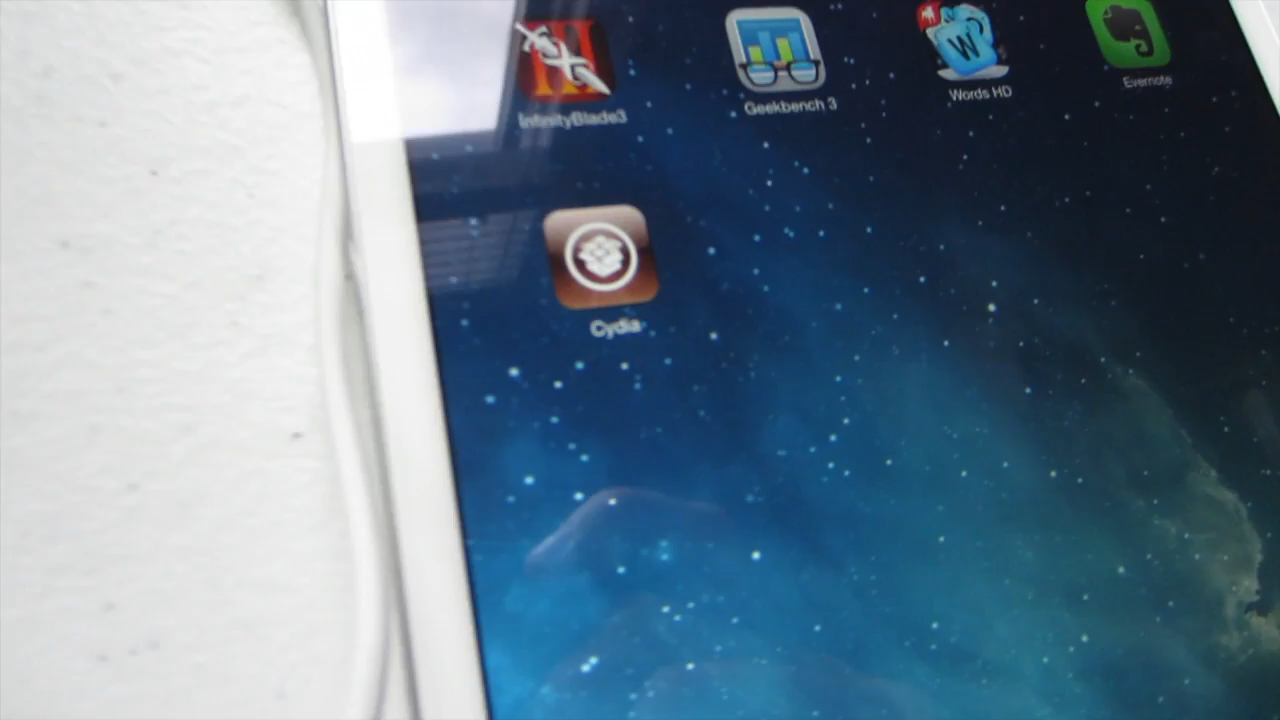 InfinityBlade3
Geekbench 3
Words HD
Evernote
W
Cydia